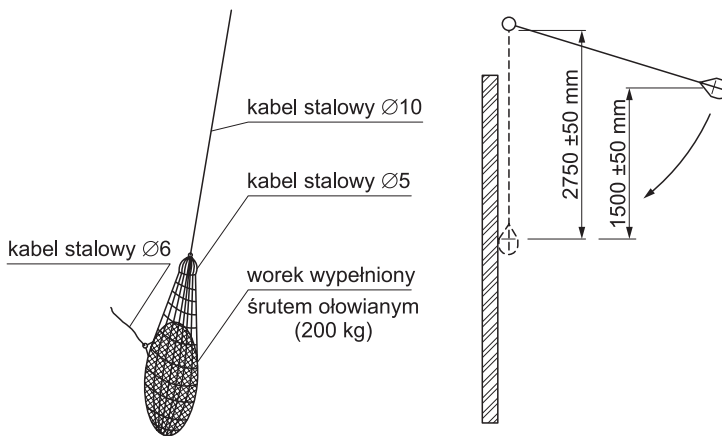 kabel stalowy ∅10
kabel stalowy ∅5
kabel stalowy ∅6
worek wypełniony
śrutem ołowianym
(200 kg)
2750 ±50 mm
1500 ±50 mm